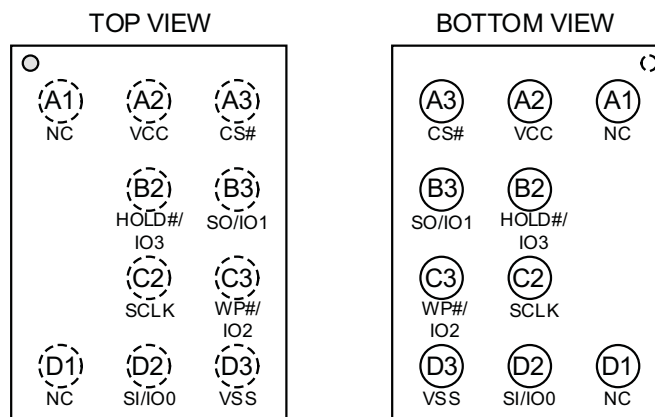 TOP VIEW
BOTTOM VIEW
A1 A2 A3
NC VCC CS#
B2 B3
HOLD#/ SO/IO1
IO3
C2 C3
SCLK WP#/
IO2
D1 D2 D3
NC SI/IO0 VSS
A3 A2 A1
CS# VCC NC
B3 B2
SO/IO1 HOLD#/
IO3
C3 C2
WP#/ SCLK
IO2
D3 D2 D1
VSS SI/IO0 NC